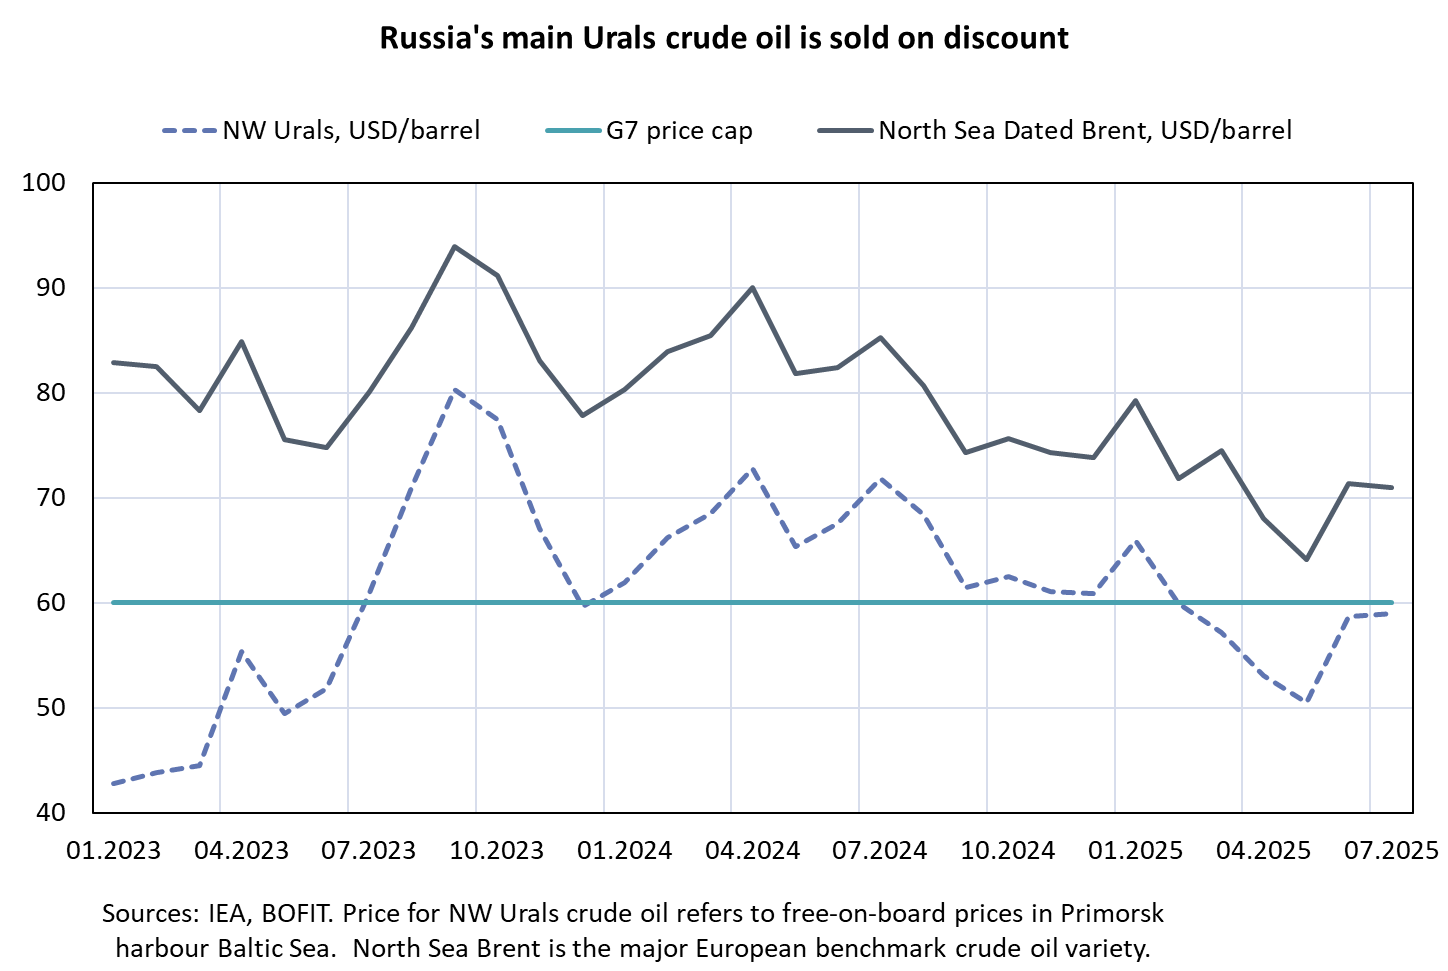 Russia's main Urals crude oil is sold on discount
NW Urals, USD/barrel G7 price cap North Sea Dated Brent, USD/barrel
100
90
80
70
60
50
40
01.2023 04.2023 07.2023 10.2023 01.2024 04.2024 07.2024 10.2024 01.2025 04.2025 07.2025
Sources: IEA, BOFIT. Price for NW Urals crude oil refers to free-on-board prices in Primorsk
harbour Baltic Sea. North Sea Brent is the major European benchmark crude oil variety.